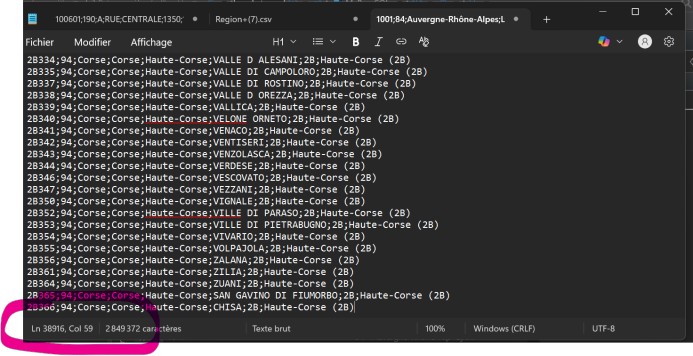 100601;190;A;RUE;CENTRALE;1350;
Region+(7).csv
1001;84;Auvergne-Rhône-Alpes;L
Fichier Modifier Affichage H1 B I
2B334;94;Corse;Corse;Haute-Corse;VALLE D ALESANI;2B;Haute-Corse (2B)
2B335;94;Corse;Corse;Haute-Corse;VALLE DI CAMPOLORO;2B;Haute-Corse (2B)
2B337;94;Corse;Corse;Haute-Corse;VALLE DI ROSTINO;2B;Haute-Corse (2B)
2B338;94;Corse;Corse;Haute-Corse;VALLE D OREZZA;2B;Haute-Corse (2B)
2B339;94;Corse;Corse;Haute-Corse;VALLICA;2B;Haute-Corse (2B)
2B340;94;Corse;Corse;Haute-Corse;VELONE ORNETO;2B;Haute-Corse (2B)
2B341;94;Corse;Corse;Haute-Corse;VENACO;2B;Haute-Corse (2B)
2B342;94;Corse;Corse;Haute-Corse;VENTISERI;2B;Haute-Corse (2B)
2B343;94;Corse;Corse;Haute-Corse;VENZOLASCA;2B;Haute-Corse (2B)
2B344;94;Corse;Corse;Haute-Corse;VERDESE;2B;Haute-Corse (2B)
2B346;94;Corse;Corse;Haute-Corse;VESCOVATO;2B;Haute-Corse (2B)
2B347;94;Corse;Corse;Haute-Corse;VEZZANI;2B;Haute-Corse (2B)
2B350;94;Corse;Corse;Haute-Corse;VIGNALE;2B;Haute-Corse (2B)
2B352;94;Corse;Corse;Haute-Corse;VILLE DI PARASO;2B;Haute-Corse (2B)
2B353;94;Corse;Corse;Haute-Corse;VILLE DI PIETRABUGNO;2B;Haute-Corse (2B)
2B354;94;Corse;Corse;Haute-Corse;VIVARIO;2B;Haute-Corse (2B)
2B355;94;Corse;Corse;Haute-Corse;VOLPAJOLA;2B;Haute-Corse (2B)
2B356;94;Corse;Corse;Haute-Corse;ZALANA;2B;Haute-Corse (2B)
2B361;94;Corse;Corse;Haute-Corse;ZILIA;2B;Haute-Corse (2B)
2B364;94;Corse;Corse;Haute-Corse;ZUANI;2B;Haute-Corse (2B)
2B365;94;Corse;Corse;Haute-Corse;SAN GAVINO DI FIUMORBO;2B;Haute-Corse (2B)
2B366;94;Corse;Corse;Haute-Corse;CHISA;2B;Haute-Corse (2B)
Ln 38916, Col 59 2 849 372 caractères Texte brut 100% Windows (CRLF) UTF-8